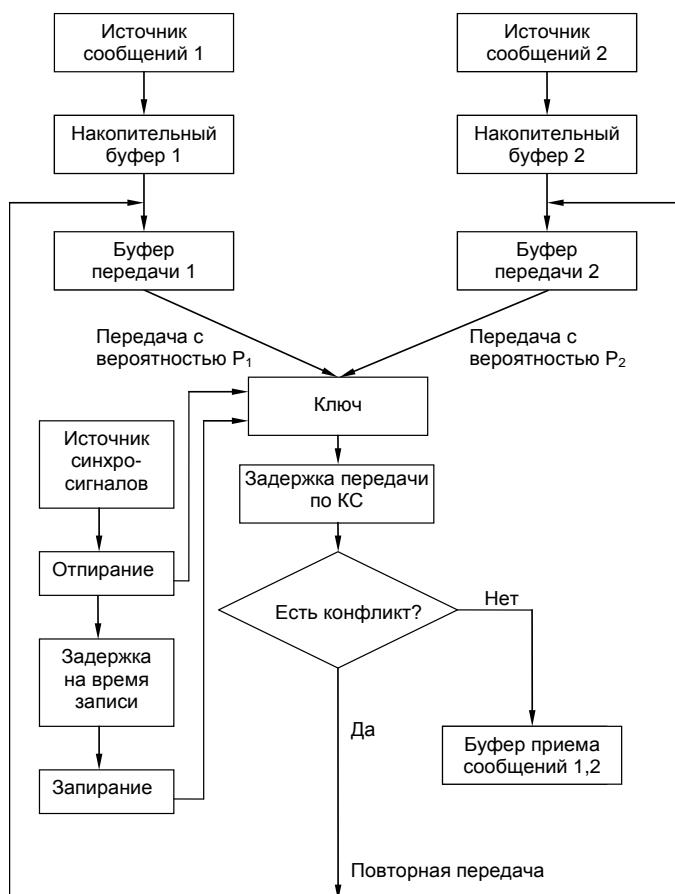 Источник
сообщений 1
Источник
сообщений 2
Накопительный
буфер 1
Накопительный
буфер 2
Буфер
передачи 1
Буфер
передачи 2
Передача с
вероятностью P₁
Передача с
вероятностью P₂
Ключ
Источник
синхро-
сигналов
Задержка передачи
по КС
Отпирание
Есть конфликт?
Нет
Задержка
на время
записи
Да
Буфер приема
сообщений 1,2
Запирание
Повторная передача